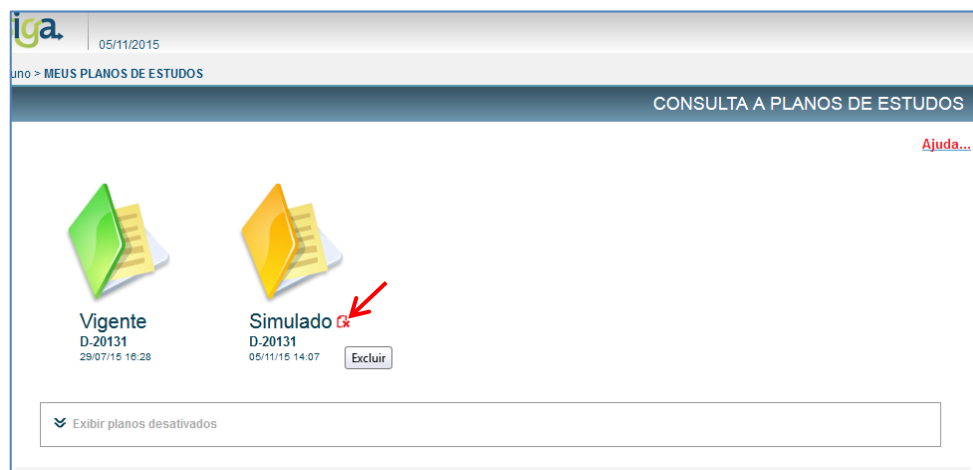 iga
05/11/2015
uno > MEUS PLANOS DE ESTUDOS
CONSULTA A PLANOS DE ESTUDOS
Ajuda...
Vigente
D-20131
29/07/15 16:28
Simulado
D-20131
05/11/15 14:07
Excluir
Exibir planos desativados